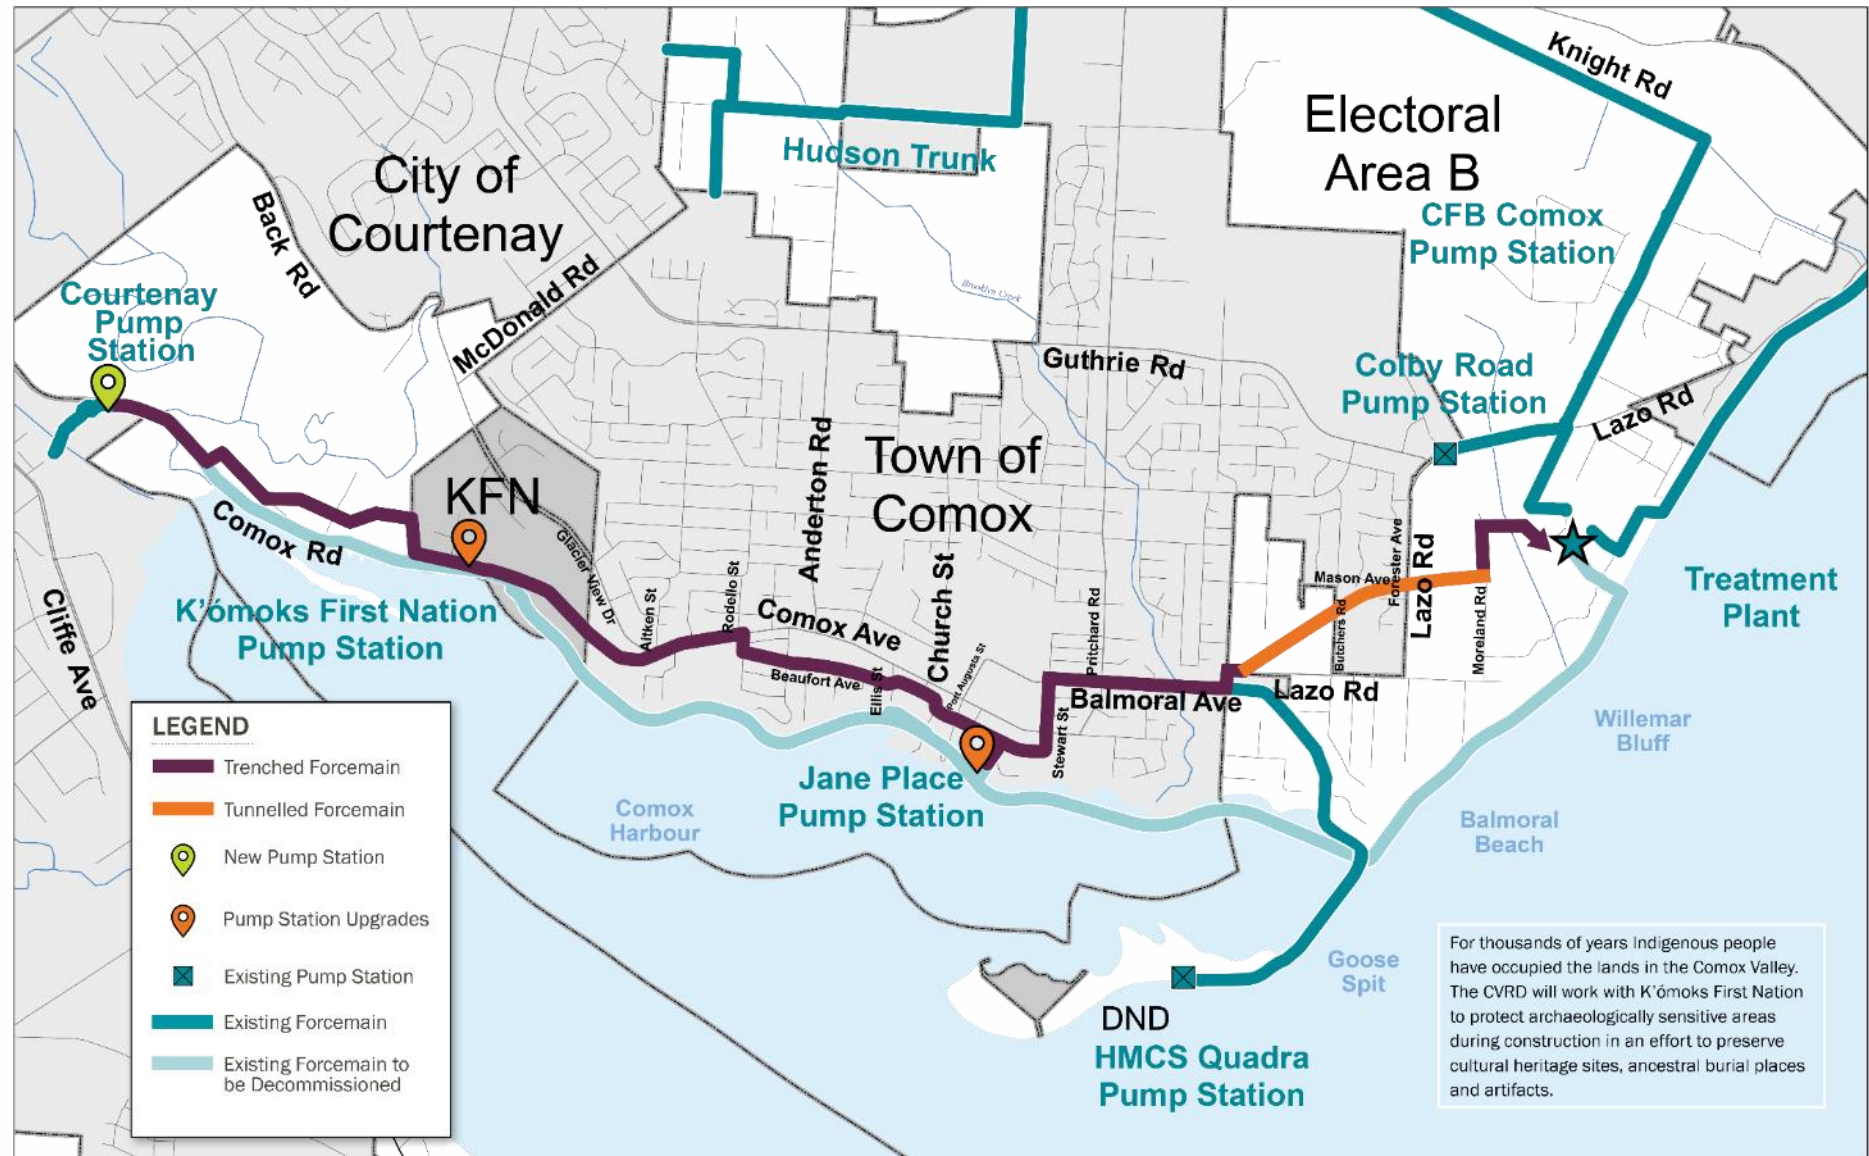 Knight Rd
Electoral
Area B
City of
Courtenay
Hudson Trunk
Back Rd
CFB Comox
Pump Station
McDonald Rd
Brooklyn Creek
Courtenay
Pump
Station
Guthrie Rd
Colby Road
Pump Station
Lazo Rd
Anderton Rd
Town of
Comox
KFN
Comox Rd
Glacier View Dr
Aitken St
Rodello St
Comox Ave
Church St
Port Augusta St
Pritchard Rd
Mason Ave
Forester Ave
Lazo Rd
Butchers Rd
Moreland Rd
Treatment
Plant
K'ómoks First Nation
Pump Station
Cliffe Ave
Beaufort Ave
Ellis St
Stewart St
Balmoral Ave
Lazo Rd
Willemar
Bluff
Jane Place
Pump Station
Comox
Harbour
Balmoral
Beach
Goose
Spit
DND
HMCS Quadra
Pump Station
LEGEND
Trenched Forcemain
Tunnelled Forcemain
New Pump Station
Pump Station Upgrades
Existing Pump Station
Existing Forcemain
Existing Forcemain to
be Decommissioned
For thousands of years Indigenous people
have occupied the lands in the Comox Valley.
The CVRD will work with K'ómoks First Nation
to protect archaeologically sensitive areas
during construction in an effort to preserve
cultural heritage sites, ancestral burial places
and artifacts.